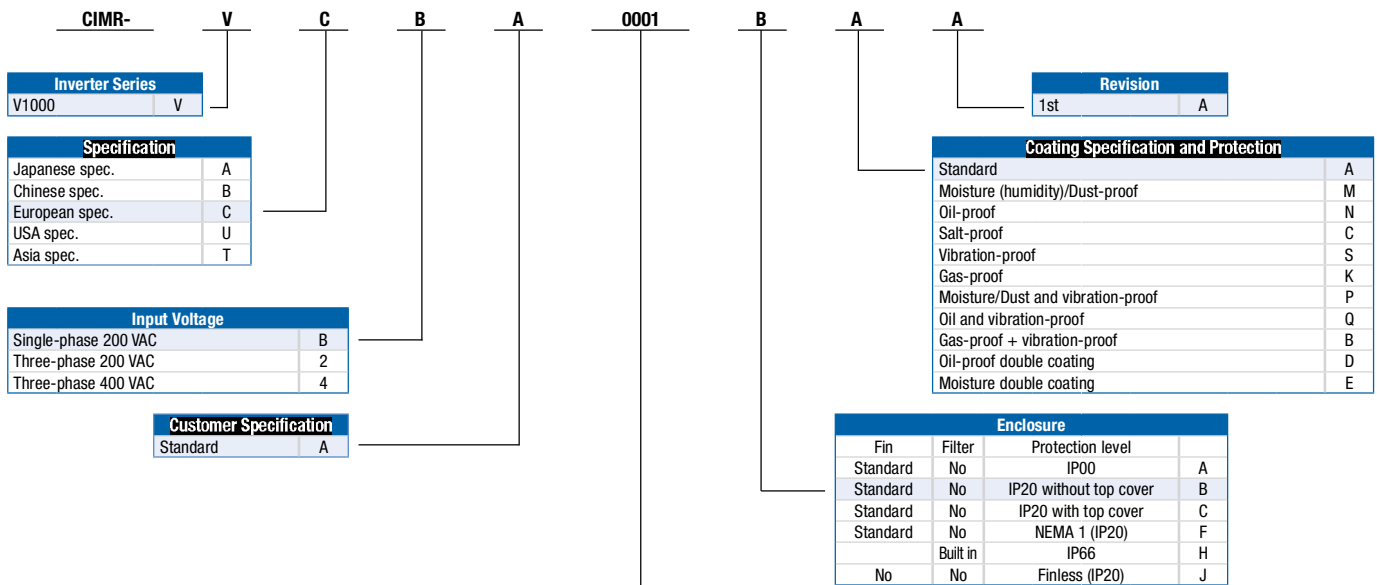 CIMR- V C B A 0001 B A A
Inverter Series
V1000 V
Revision
1st A
Specification
Japanese spec. A
Chinese spec. B
European spec. C
USA spec. U
Asia spec. T
Coating Specification and Protection
Standard A
Moisture (humidity)/Dust-proof M
Oil-proof N
Salt-proof C
Vibration-proof S
Gas-proof K
Moisture/Dust and vibration-proof P
Oil and vibration-proof Q
Gas-proof + vibration-proof B
Oil-proof double coating D
Moisture double coating E
Input Voltage
Single-phase 200 VAC B
Three-phase 200 VAC 2
Three-phase 400 VAC 4
Customer Specification
Standard A
Enclosure
Fin Filter Protection level
Standard No IP00 A
Standard No IP20 without top cover B
Standard No IP20 with top cover C
Standard No NEMA 1 (IP20) F
Built in IP66 H
No No Finless (IP20) J